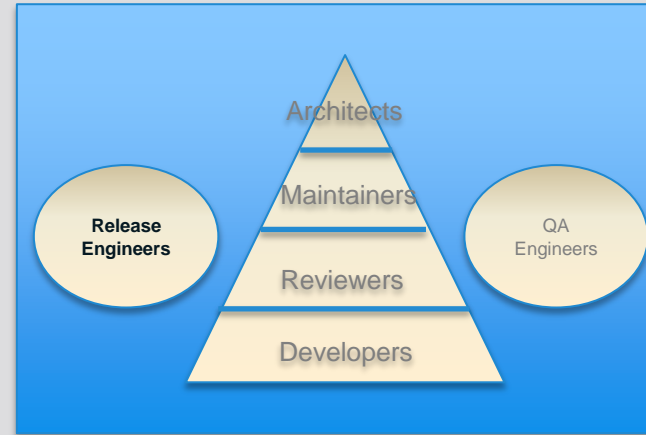 Architects
Maintainers
Release
Engineers
QA
Engineers
Reviewers
Developers